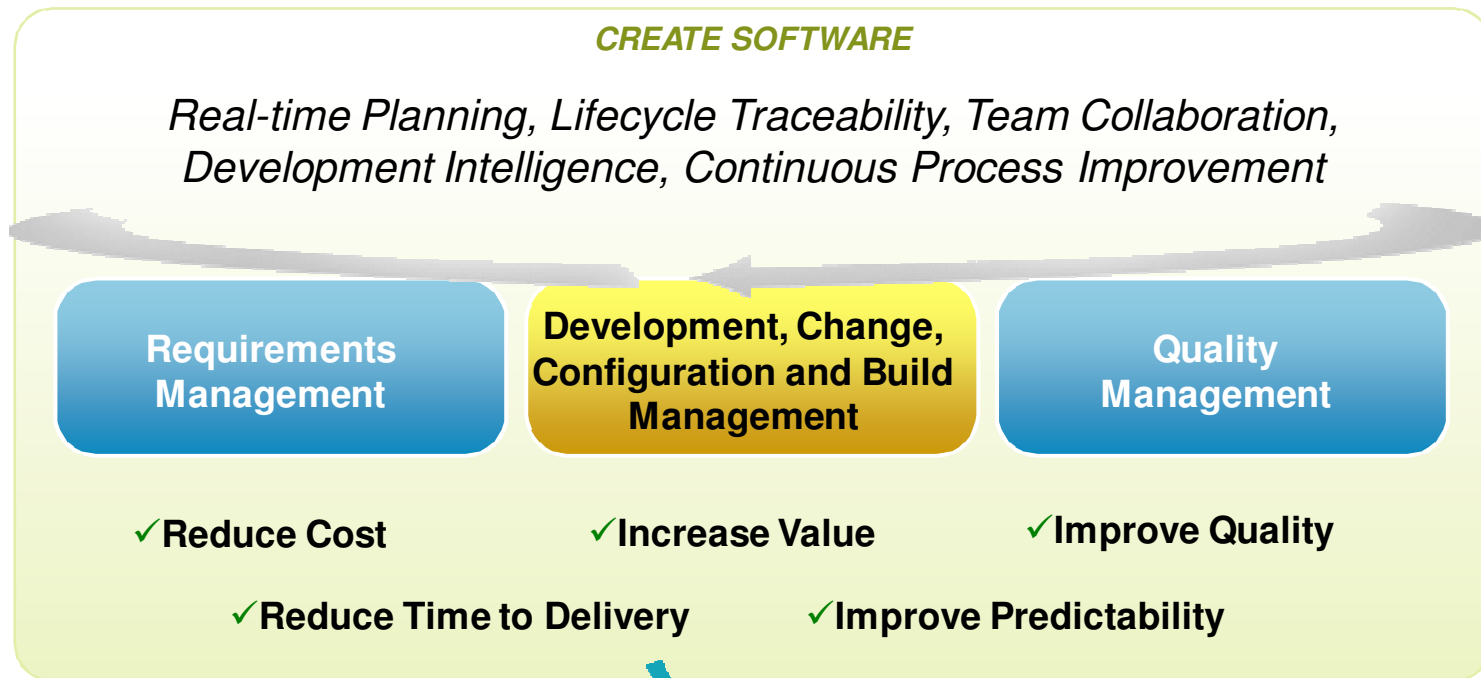 CREATE SOFTWARE
Real-time Planning, Lifecycle Traceability, Team Collaboration,
Development Intelligence, Continuous Process Improvement
Requirements
Management
Development, Change,
Configuration and Build
Management
Quality
Management
✓Reduce Cost
✓Increase Value
✓Improve Quality
✓Reduce Time to Delivery
✓Improve Predictability